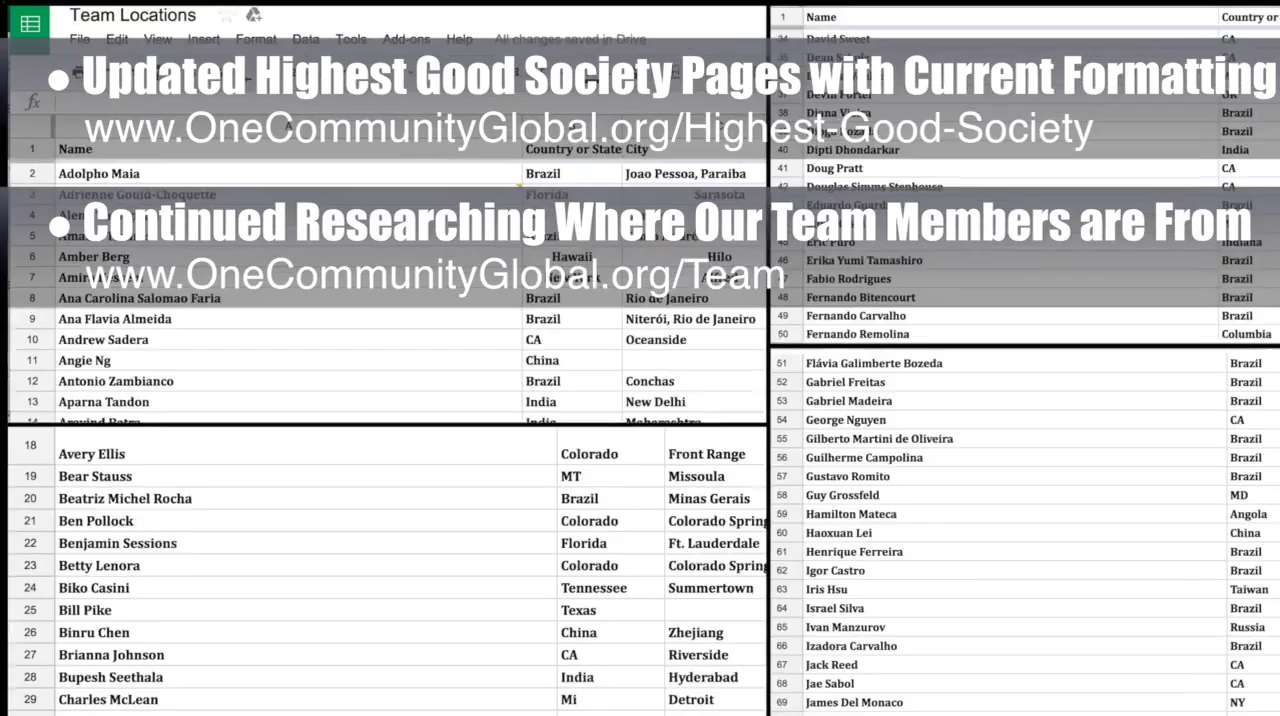 Team Locations
File Edit View Insert Format Data Tools Add-ons Help All changes saved in Drive
• Updated Highest Good Society Pages with Current Formatting
www.OneCommunityGlobal.org/Highest-Good-Society
• Continued Researching Where Our Team Members are From
www.OneCommunityGlobal.org/Team
fx
1 Name Country or State City
2 Adolpho Maia Brazil Joao Pessoa, Paraiba
3 Adrienne Gould-Choquette Florida Sarasota
4
5
6 Amber Berg Hawaii Hilo
7
8 Ana Carolina Salomao Faria Brazil Rio de Janeiro
9 Ana Flavia Almeida Brazil Niterói, Rio de Janeiro
10 Andrew Sadera CA Oceanside
11 Angie Ng China
12 Antonio Zambianco Brazil Conchas
13 Aparna Tandon India New Delhi
18 Avery Ellis Colorado Front Range
19 Bear Stauss MT Missoula
20 Beatriz Michel Rocha Brazil Minas Gerais
21 Ben Pollock Colorado Colorado Spring
22 Benjamin Sessions Florida Ft. Lauderdale
23 Betty Lenora Colorado Colorado Spring
24 Biko Casini Tennessee Summertown
25 Bill Pike Texas
26 Binru Chen China Zhejiang
27 Brianna Johnson CA Riverside
28 Bupesh Seethala India Hyderabad
29 Charles McLean Mi Detroit
1 Name Country or
34 David Sweet CA
38 Diana Vieira Brazil
Brazil
40 Dipti Dhondarkar India
41 Doug Pratt CA
42 Douglas Simms Stenhouse CA
Brazil
45 Eric Puro Indiana
46 Erika Yumi Tamashiro Brazil
47 Fabio Rodrigues Brazil
48 Fernando Bitencourt Brazil
49 Fernando Carvalho Brazil
50 Fernando Remolina Columbia
51 Flávia Galimberte Bozeda Brazil
52 Gabriel Freitas Brazil
53 Gabriel Madeira Brazil
54 George Nguyen CA
55 Gilberto Martini de Oliveira Brazil
56 Guilherme Campolina Brazil
57 Gustavo Romito Brazil
58 Guy Grossfeld MD
59 Hamilton Mateca Angola
60 Haoxuan Lei China
61 Henrique Ferreira Brazil
62 Igor Castro Brazil
63 Iris Hsu Taiwan
64 Israel Silva Brazil
65 Ivan Manzurov Russia
66 Izadora Carvalho Brazil
67 Jack Reed CA
68 Jae Sabol CA
69 James Del Monaco NY